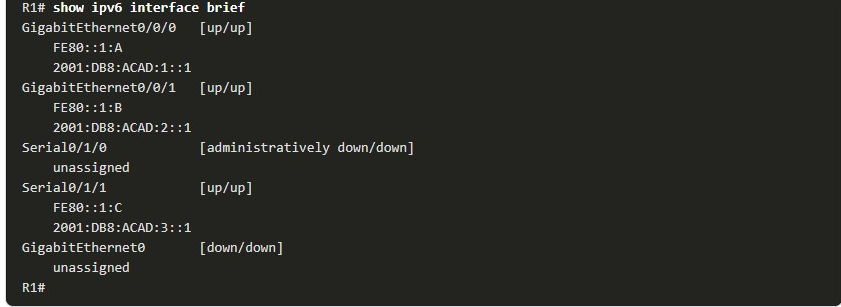 R1# show ipv6 interface brief
GigabitEthernet0/0/0   [up/up]
    FE80::1:A
    2001:DB8:ACAD:1::1
GigabitEthernet0/0/1   [up/up]
    FE80::1:B
    2001:DB8:ACAD:2::1
Serial0/1/0            [administratively down/down]
    unassigned
Serial0/1/1            [up/up]
    FE80::1:C
    2001:DB8:ACAD:3::1
GigabitEthernet0       [down/down]
    unassigned
R1#